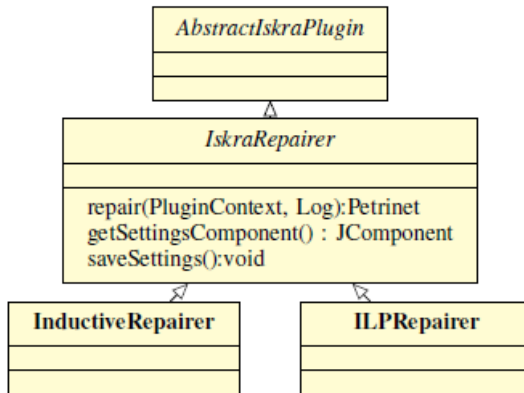 AbstractIskraPlugin
IskraRepairer
repair(PluginContext, Log):Petrinet
getSettingsComponent() : JComponent
saveSettings():void
InductiveRepairer
ILPRepairer